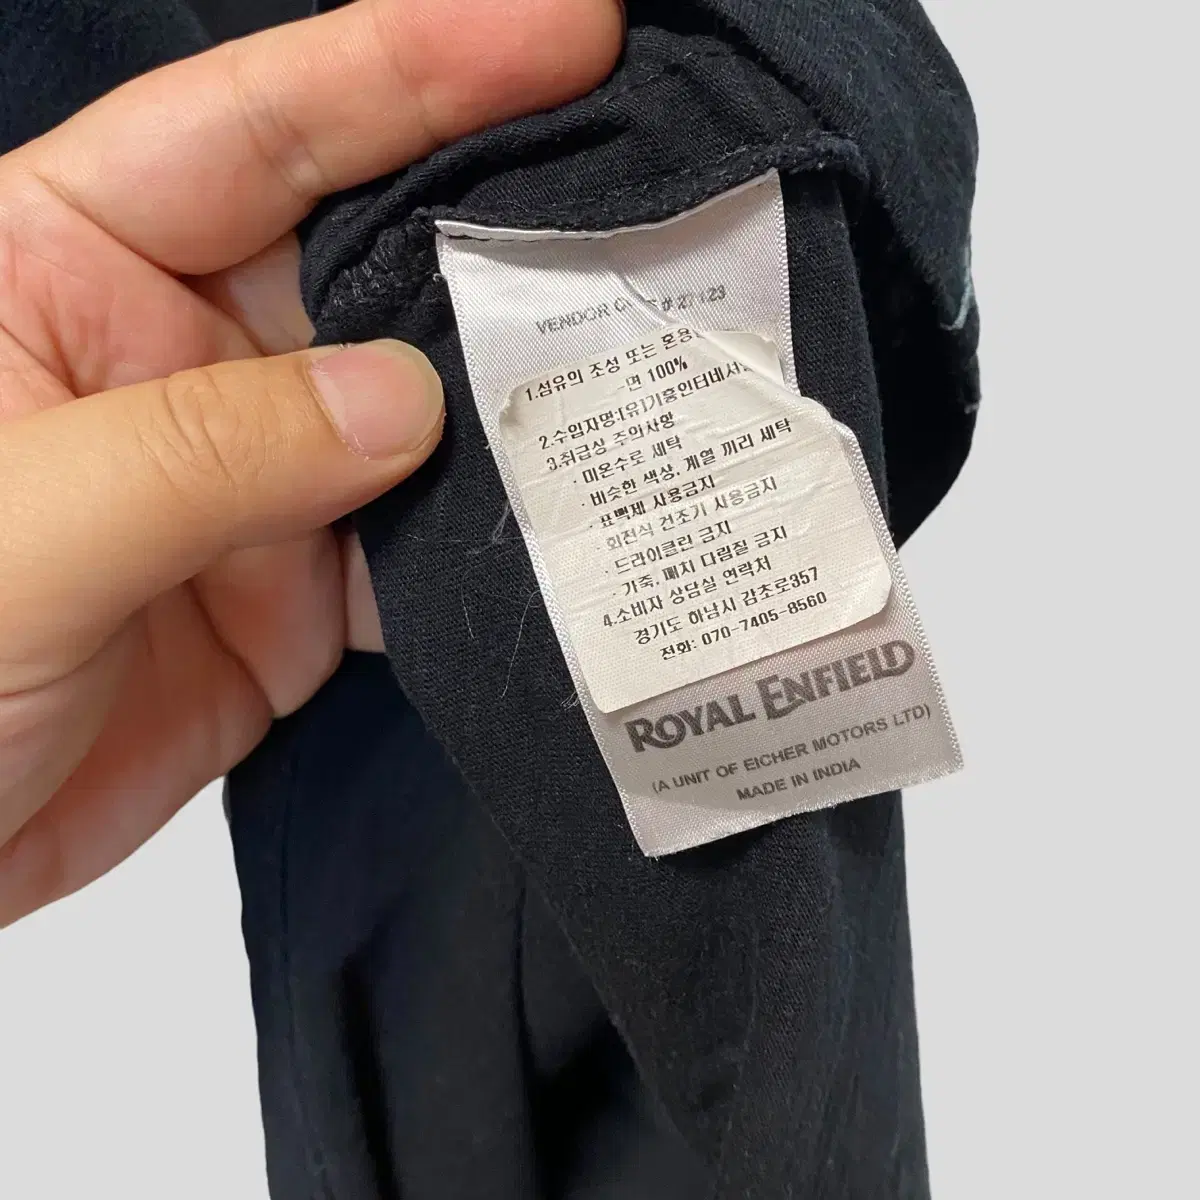 VENDOR # 27123
1.섬유의 조성 또는 혼용
-면 100%
2.수입자명:[유]기흥인터네셔
3.취급상 주의사항
· 미온수로 세탁
· 비슷한 색상, 계열 끼리 세탁
· 표백제 사용금지
· 회전식 건조기 사용금지
· 드라이클린 금지
· 가죽, 패치 다림질 금지
4.소비자 상담실 연락처
경기도 하남시 감초로357
전화: 070-7405-8560
ROYAL ENFIELD
(A UNIT OF EICHER MOTORS LTD)
MADE IN INDIA